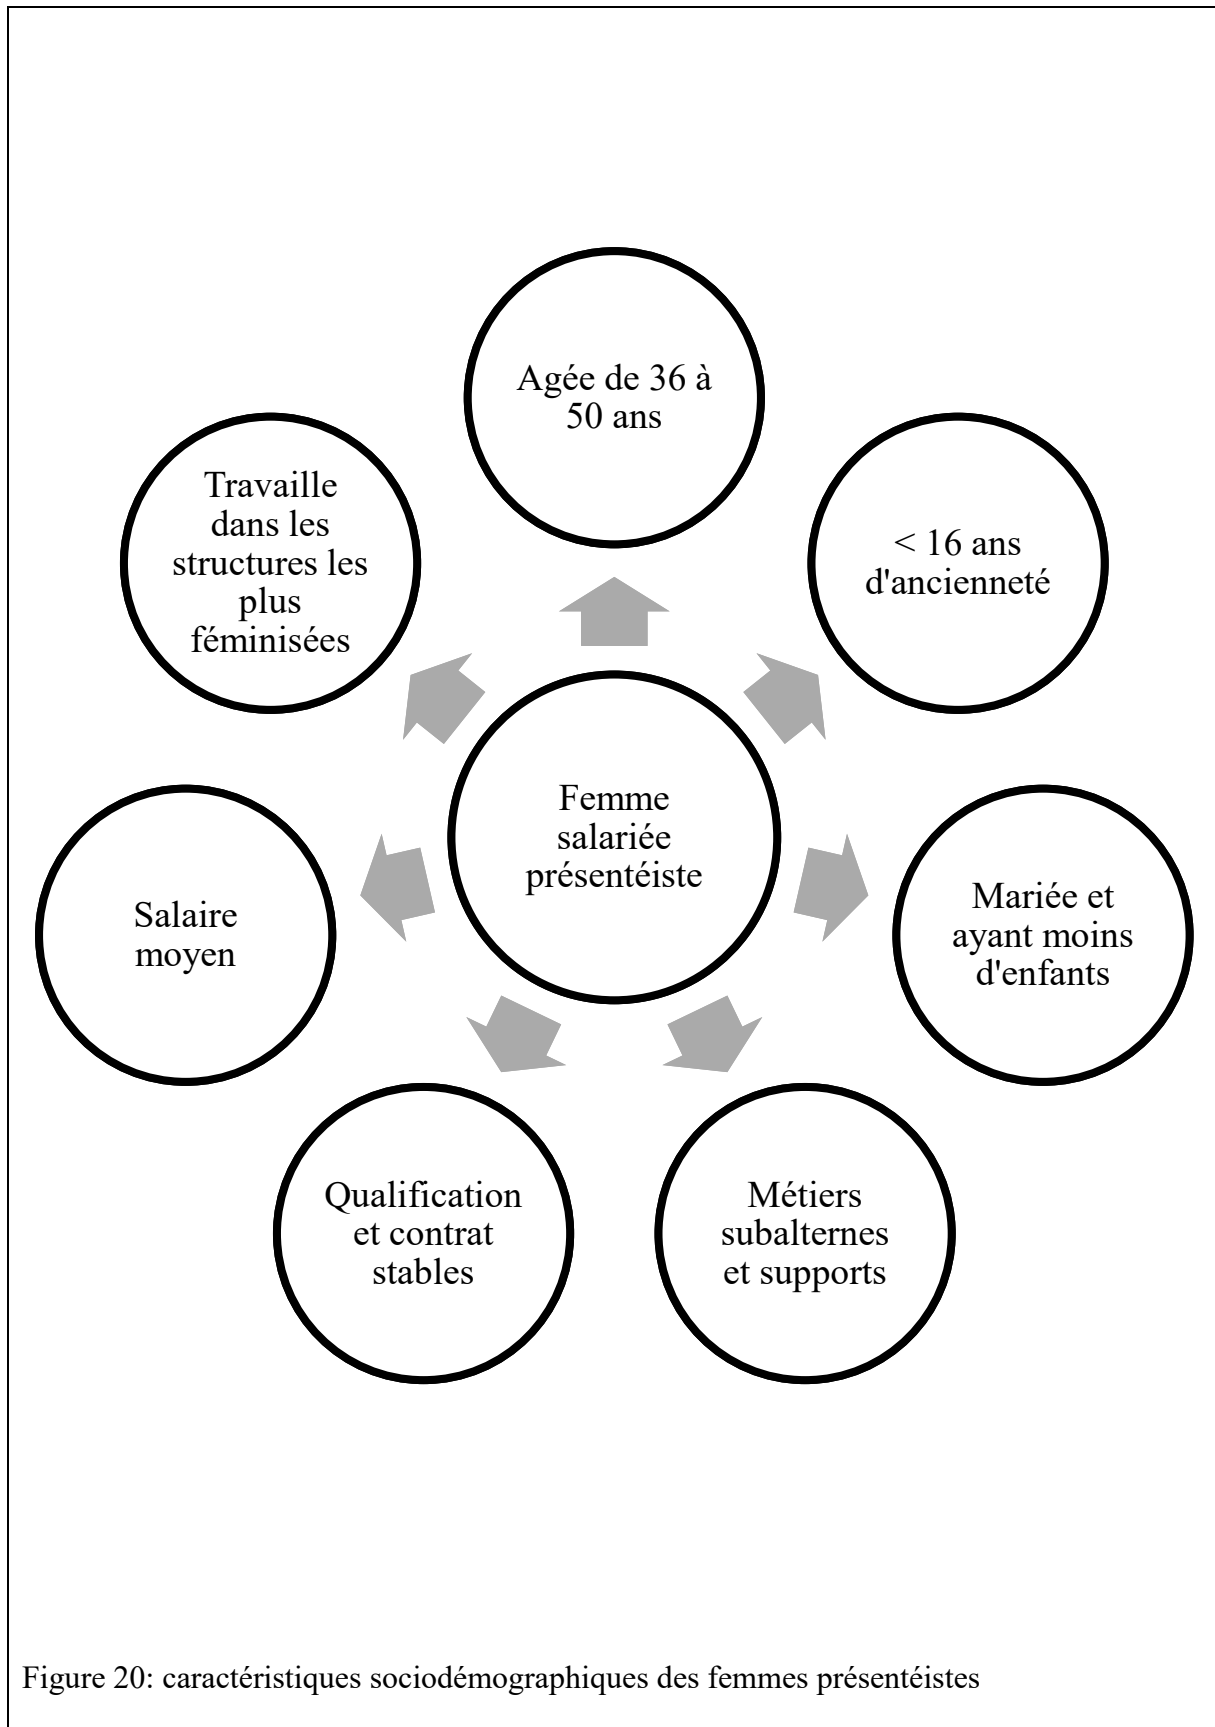 Agée de 36 à
50 ans
< 16 ans
d'ancienneté
Mariée et
ayant moins
d'enfants
Métiers
subalternes
et supports
Qualification
et contrat
stables
Salaire
moyen
Travaille
dans les
structures les
plus
féminisées
Femme
salariée
présentéiste
Figure 20: caractéristiques sociodémographiques des femmes présentéistes